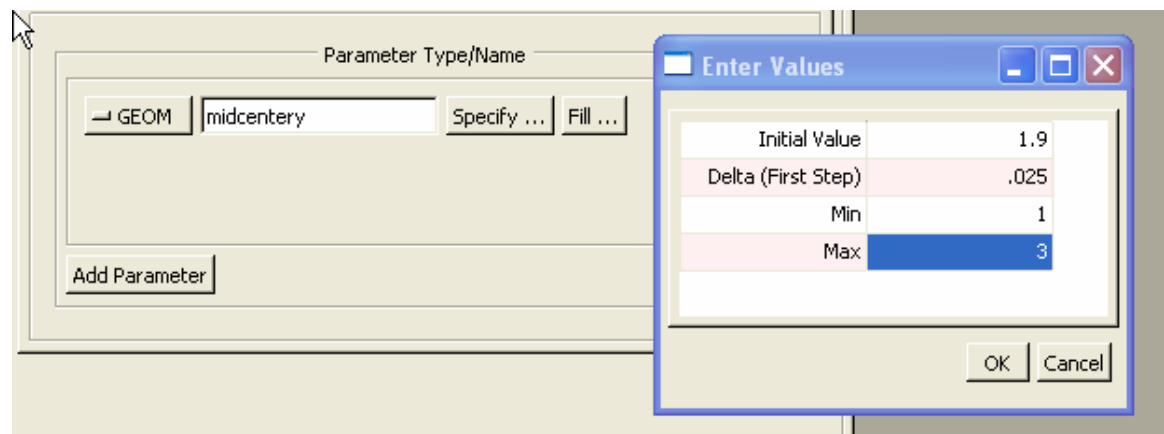 Parameter Type/Name
GEOM midcentery Specify ... Fill ...
Add Parameter
Enter Values
Initial Value 1.9
Delta (First Step) .025
Min 1
Max 3
OK Cancel